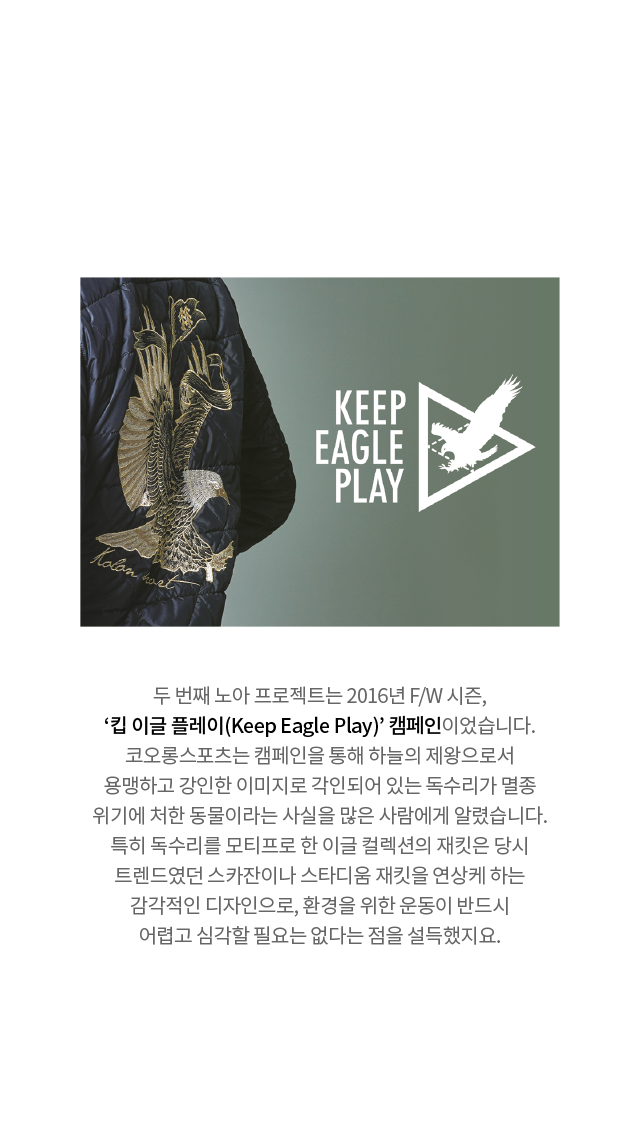 KEEP
EAGLE
PLAY
두 번째 노아 프로젝트는 2016년 F/W 시즌,
‘킵 이글 플레이(Keep Eagle Play)’ 캠페인이었습니다.
코오롱스포츠는 캠페인을 통해 하늘의 제왕으로서
용맹하고 강인한 이미지로 각인되어 있는 독수리가 멸종
위기에 처한 동물이라는 사실을 많은 사람에게 알렸습니다.
특히 독수리를 모티프로 한 이글 컬렉션의 재킷은 당시
트렌드였던 스카잔이나 스타디움 재킷을 연상케 하는
감각적인 디자인으로, 환경을 위한 운동이 반드시
어렵고 심각할 필요는 없다는 점을 설득했지요.